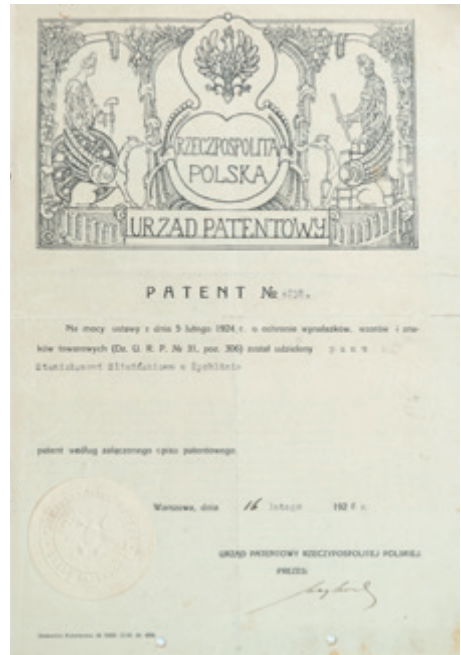 RZECZPOSPOLITA
POLSKA
URZĄD PATENTOWY
PATENT №
Na mocy ustawy z dnia 5 lutego 1924 r. o ochronie wynalazków, wzorów i zna-
ków towarowych (Dz. U. R. P. № 31, poz. 306) został udzielony panu
patent według załączonego opisu patentowego.
Warszawa, dnia 16 lutego 192
URZĄD PATENTOWY RZECZYPOSPOLITEJ POLSKIEJ
PREZES: